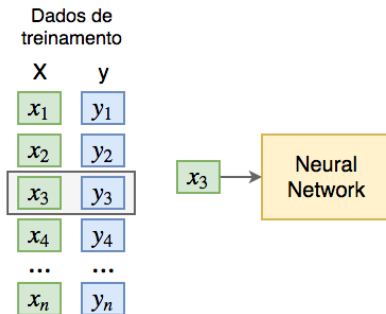 Dados de
treinamento
X y
x₁ y₁
x₂ y₂
x₃ y₃
x₄ y₄
... ...
xₙ yₙ
x₃
Neural
Network